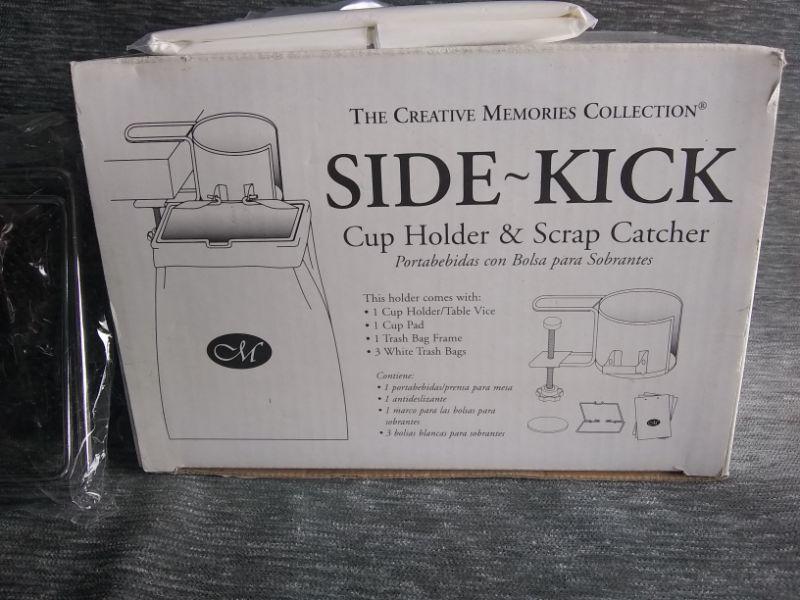 THE CREATIVE MEMORIES COLLECTION®
SIDE~KICK
Cup Holder & Scrap Catcher
Portabebidas con Bolsa para Sobrantes
This holder comes with:
• 1 Cup Holder/Table Vice
• 1 Cup Pad
• 1 Trash Bag Frame
• 3 White Trash Bags
Contiene:
• 1 portabebidas/prensa para mesa
• 1 antideslizante
• 1 marco para las bolsas para
sobrantes
• 3 bolsas blancas para sobrantes
M
M